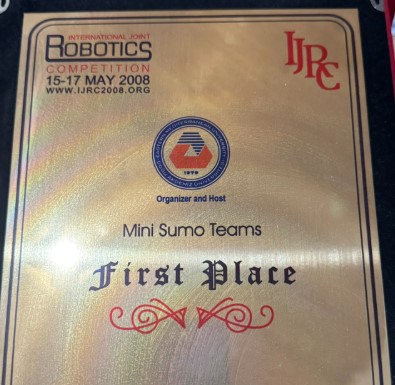 INTERNATIONAL JOINT
ROBOTICS
COMPETITION
15-17 MAY 2008
WWW.IJRC2008.ORG
IJRC
1979
Organizer and Host
Mini Sumo Teams
First Place